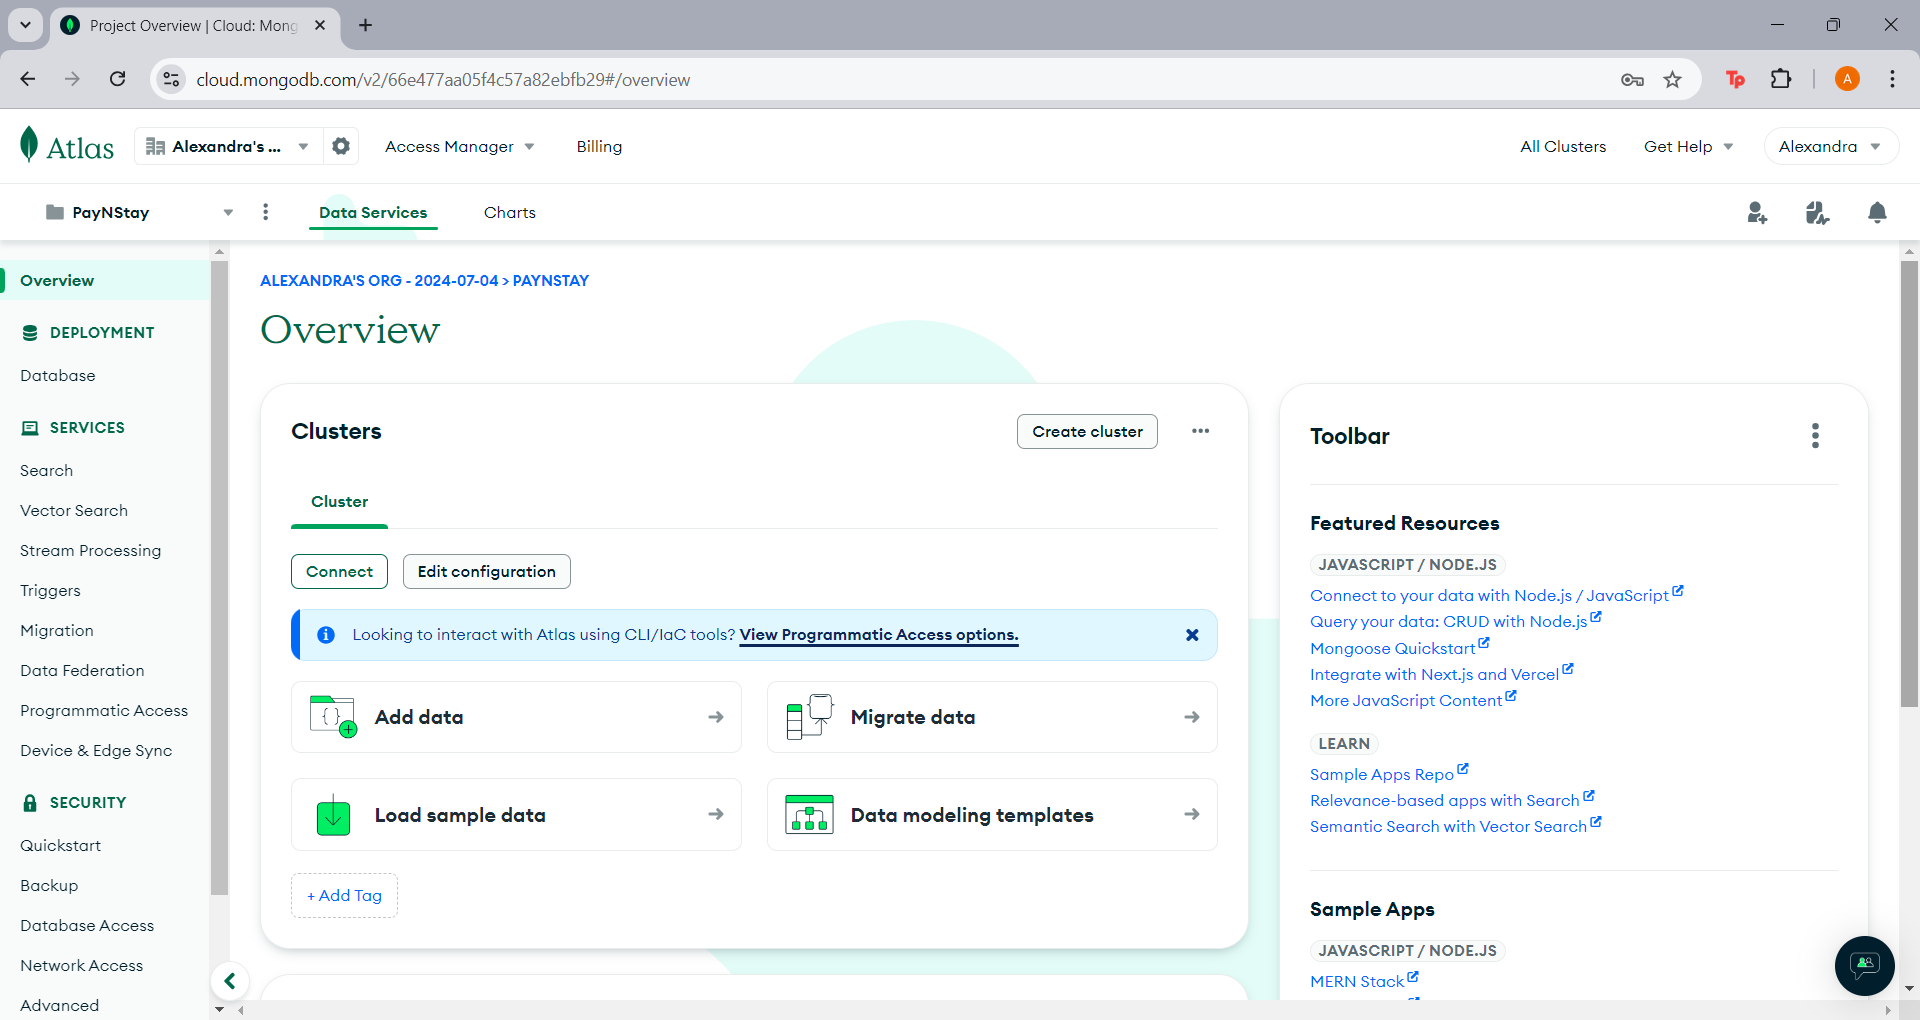 Project Overview | Cloud: Mong
cloud.mongodb.com/v2/66e477aa05f4c57a82ebfb29#/overview
Tp
A
Atlas
Alexandra's ...
Access Manager
Billing
All Clusters
Get Help
Alexandra
PayNStay
Data Services
Charts
Overview
DEPLOYMENT
Database
SERVICES
Search
Vector Search
Stream Processing
Triggers
Migration
Data Federation
Programmatic Access
Device & Edge Sync
SECURITY
Quickstart
Backup
Database Access
Network Access
Advanced
ALEXANDRA'S ORG - 2024-07-04 > PAYNSTAY
Overview
Clusters
Create cluster
Cluster
Connect
Edit configuration
Looking to interact with Atlas using CLI/IaC tools? View Programmatic Access options.
Add data
Migrate data
Load sample data
Data modeling templates
+ Add Tag
Toolbar
Featured Resources
JAVASCRIPT / NODE.JS
Connect to your data with Node.js / JavaScript
Query your data: CRUD with Node.js
Mongoose Quickstart
Integrate with Next.js and Vercel
More JavaScript Content
LEARN
Sample Apps Repo
Relevance-based apps with Search
Semantic Search with Vector Search
Sample Apps
JAVASCRIPT / NODE.JS
MERN Stack